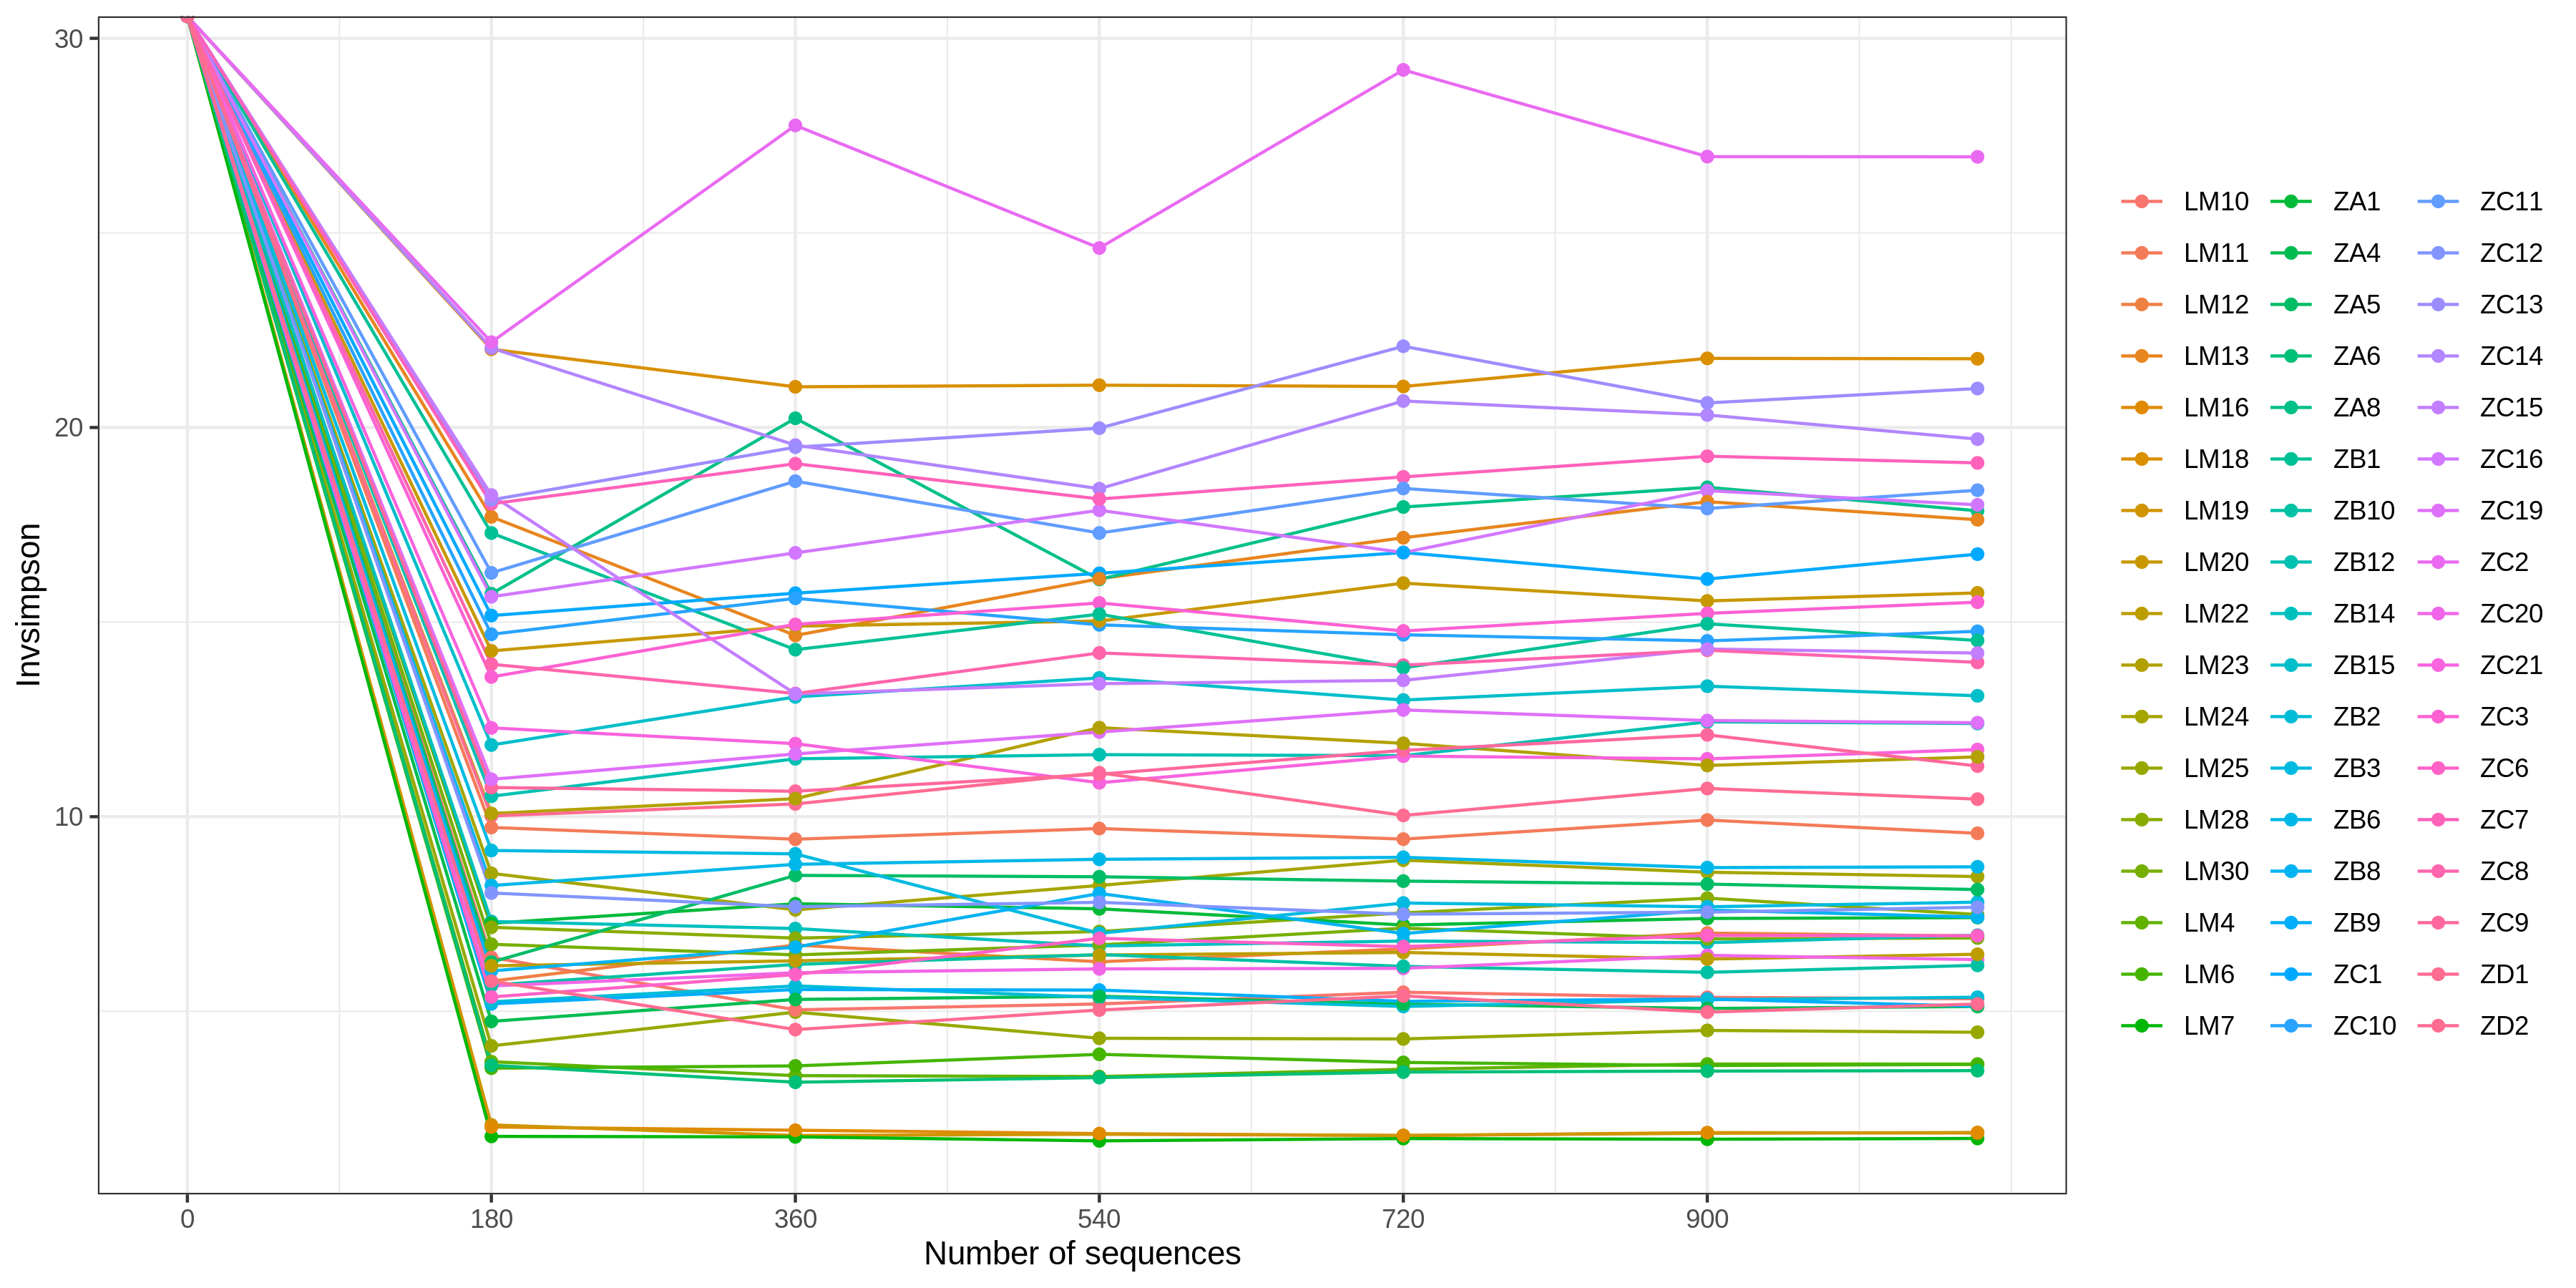 30
20
10
Invsimpson
0 180 360 540 720 900
Number of sequences
LM10 ZA1 ZC11
LM11 ZA4 ZC12
LM12 ZA5 ZC13
LM13 ZA6 ZC14
LM16 ZA8 ZC15
LM18 ZB1 ZC16
LM19 ZB10 ZC19
LM20 ZB12 ZC2
LM22 ZB14 ZC20
LM23 ZB15 ZC21
LM24 ZB2 ZC3
LM25 ZB3 ZC6
LM28 ZB6 ZC7
LM30 ZB8 ZC8
LM4 ZB9 ZC9
LM6 ZC1 ZD1
LM7 ZC10 ZD2